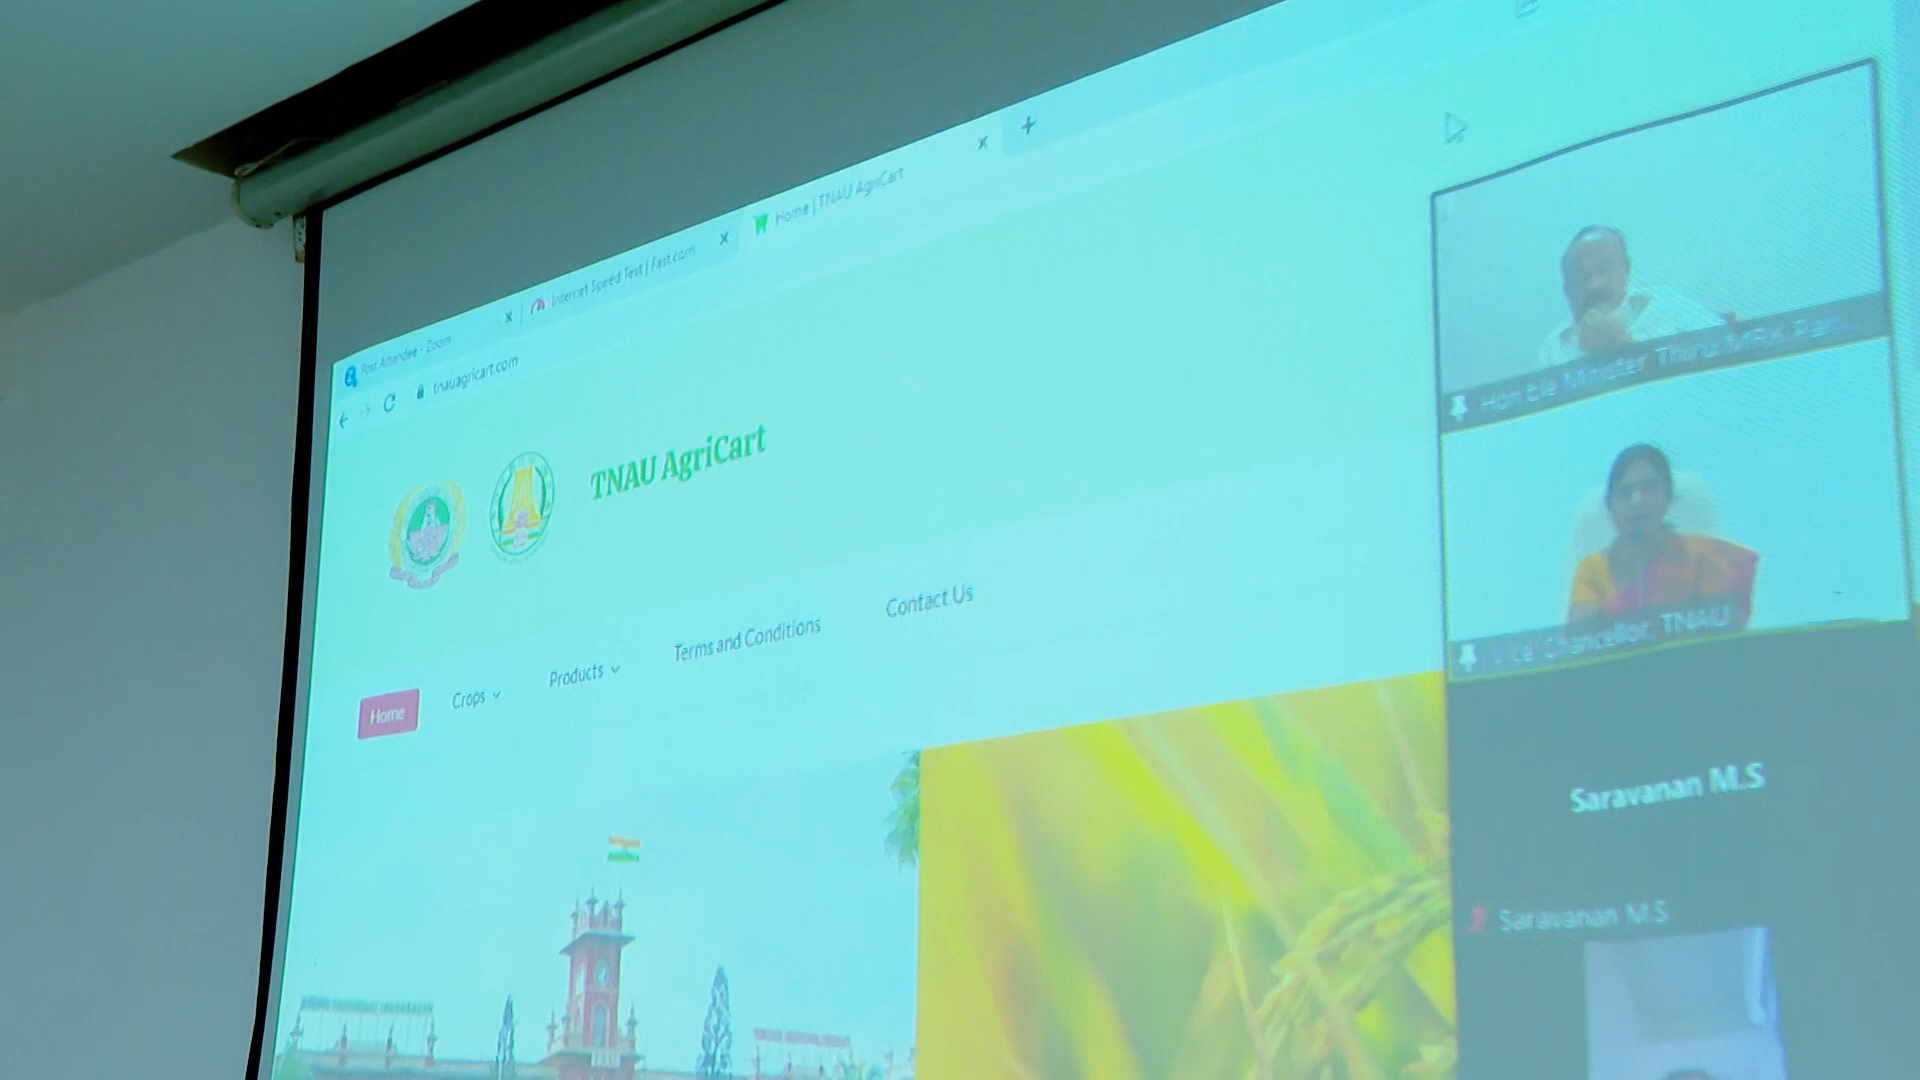 Post Attendee - Zoom
Internet Speed Test | Fast.com
Home | TNAU AgriCart
tnauagricart.com
TNAU AgriCart
Home
Crops
Products
Terms and Conditions
Contact Us
Hon'ble Minister Thiru MRK Pan
Vice Chancellor, TNAU
Saravanan M.S
Saravanan M.S